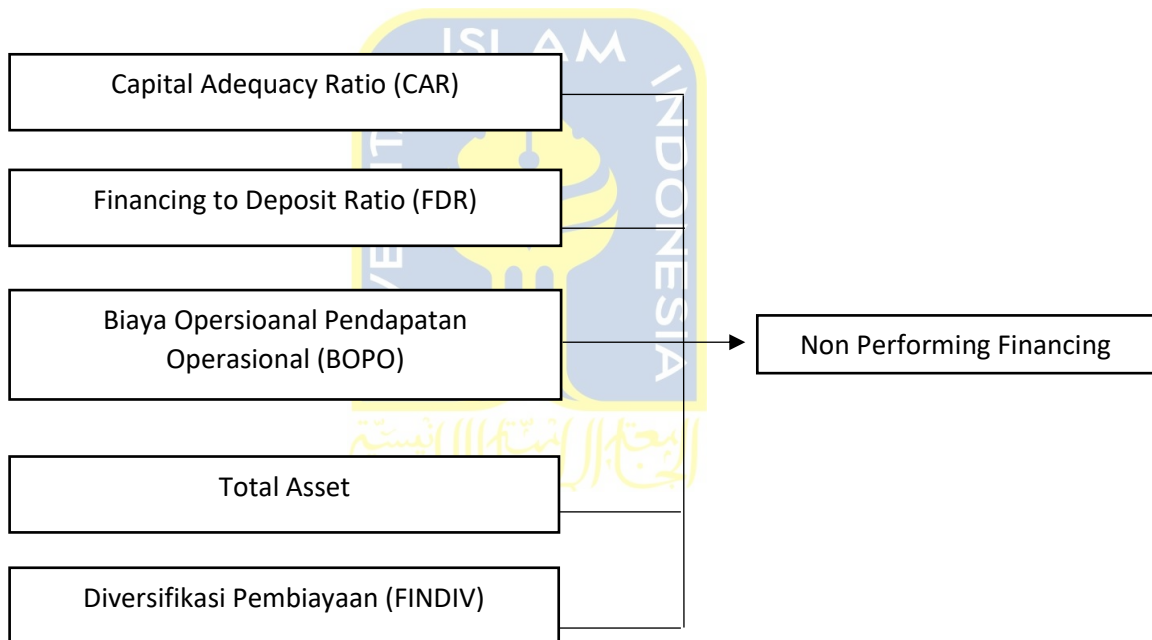 ISLAM
INDONESIA
Capital Adequacy Ratio (CAR)
Financing to Deposit Ratio (FDR)
Biaya Opersioanal Pendapatan
Operasional (BOPO)
Non Performing Financing
Total Asset
Diversifikasi Pembiayaan (FINDIV)